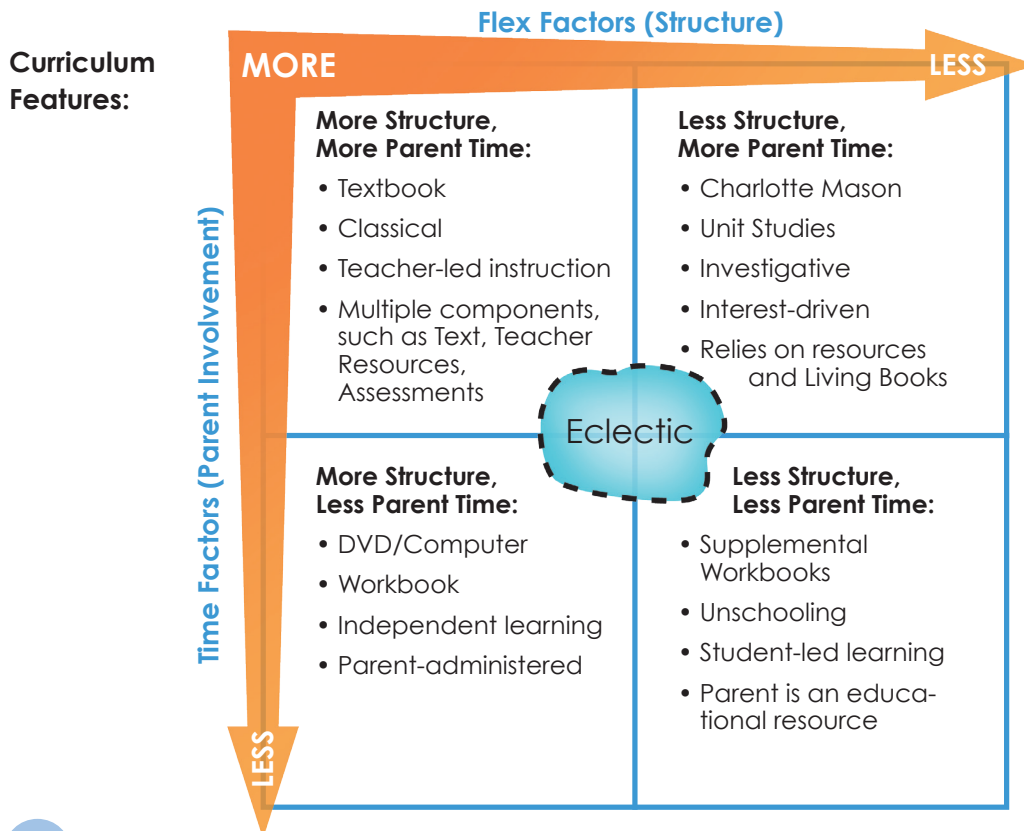 Flex Factors (Structure)
Curriculum
Features:
MORE
LESS
Time Factors (Parent Involvement)
LESS
More Structure,
More Parent Time:
• Textbook
• Classical
• Teacher-led instruction
• Multiple components,
such as Text, Teacher
Resources,
Assessments
Less Structure,
More Parent Time:
• Charlotte Mason
• Unit Studies
• Investigative
• Interest-driven
• Relies on resources
and Living Books
Eclectic
More Structure,
Less Parent Time:
• DVD/Computer
• Workbook
• Independent learning
• Parent-administered
Less Structure,
Less Parent Time:
• Supplemental
Workbooks
• Unschooling
• Student-led learning
• Parent is an educa-
tional resource